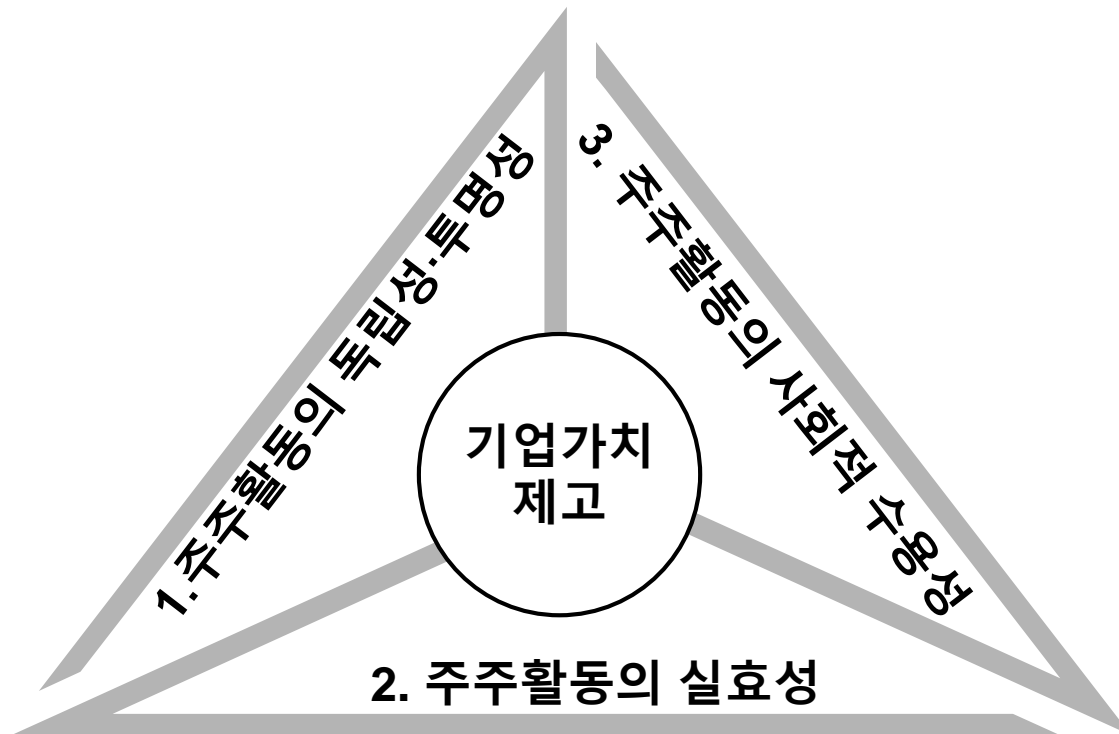 1.주주활동의 독립성·투명성
3. 주주활동의 사회적 수용성
기업가치
제고
2. 주주활동의 실효성